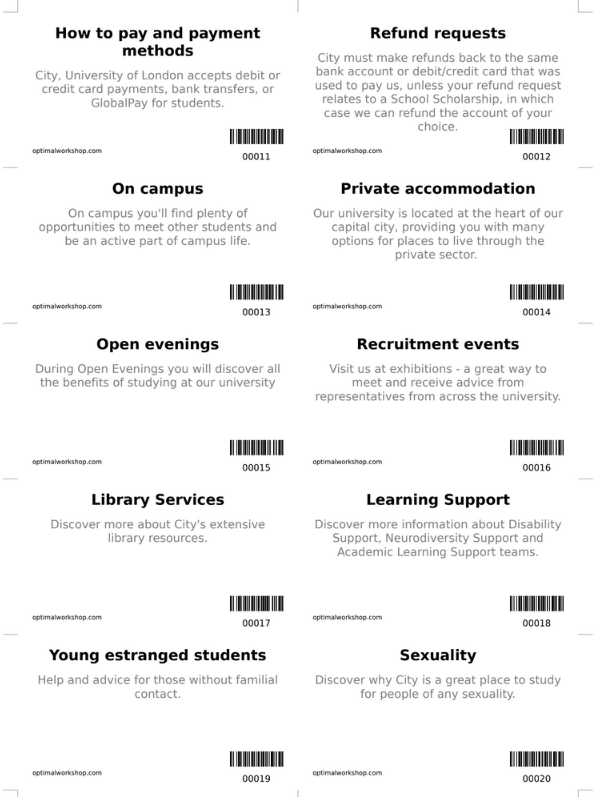 How to pay and payment
methods
City, University of London accepts debit or
credit card payments, bank transfers, or
GlobalPay for students.
optimalworkshop.com
00011
Refund requests
City must make refunds back to the same
bank account or debit/credit card that was
used to pay us, unless your refund request
relates to a School Scholarship, in which
case we can refund the account of your
choice.
optimalworkshop.com
00012
On campus
On campus you'll find plenty of
opportunities to meet other students and
be an active part of campus life.
optimalworkshop.com
00013
Private accommodation
Our university is located at the heart of our
capital city, providing you with many
options for places to live through the
private sector.
optimalworkshop.com
00014
Open evenings
During Open Evenings you will discover all
the benefits of studying at our university
optimalworkshop.com
00015
Recruitment events
Visit us at exhibitions - a great way to
meet and receive advice from
representatives from across the university.
optimalworkshop.com
00016
Library Services
Discover more about City's extensive
library resources.
optimalworkshop.com
00017
Learning Support
Discover more information about Disability
Support, Neurodiversity Support and
Academic Learning Support teams.
optimalworkshop.com
00018
Young estranged students
Help and advice for those without familial
contact.
optimalworkshop.com
00019
Sexuality
Discover why City is a great place to study
for people of any sexuality.
optimalworkshop.com
00020